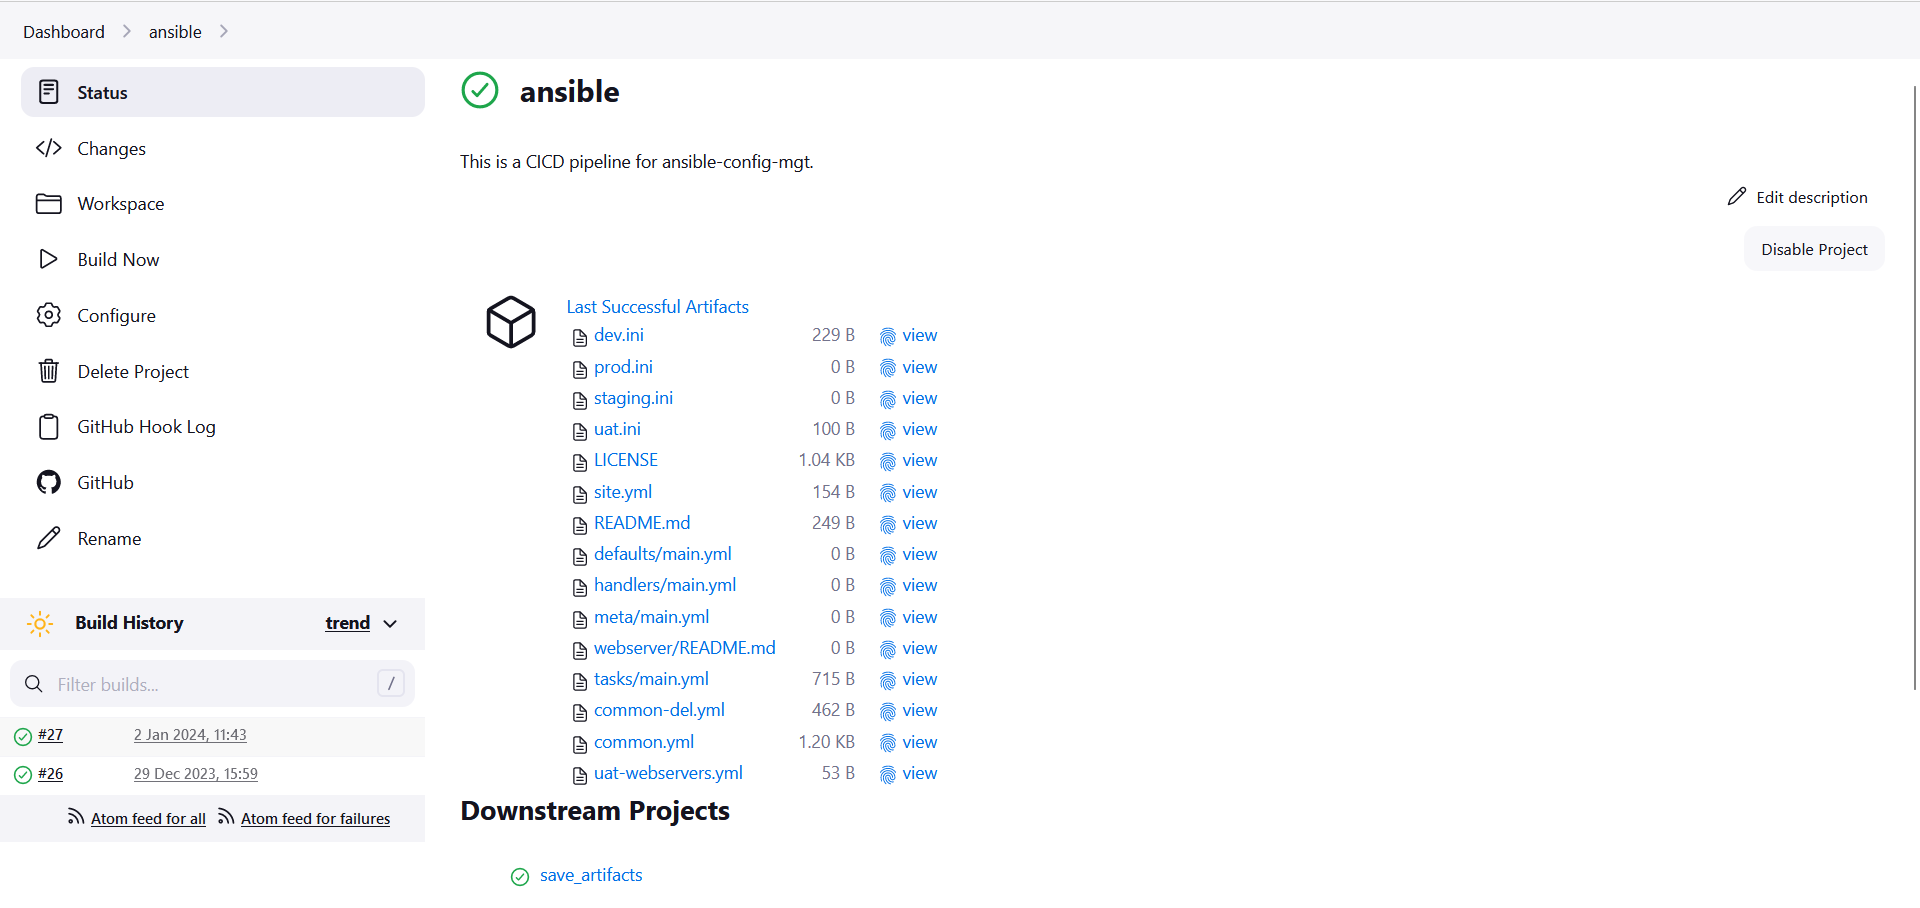 Dashboard > ansible >
Status
Changes
Workspace
Build Now
Configure
Delete Project
GitHub Hook Log
GitHub
Rename
Build History trend
Filter builds... /
#27 2 Jan 2024, 11:43
#26 29 Dec 2023, 15:59
Atom feed for all Atom feed for failures
ansible
This is a CICD pipeline for ansible-config-mgt.
Edit description
Disable Project
Last Successful Artifacts
dev.ini 229 B view
prod.ini 0 B view
staging.ini 0 B view
uat.ini 100 B view
LICENSE 1.04 KB view
site.yml 154 B view
README.md 249 B view
defaults/main.yml 0 B view
handlers/main.yml 0 B view
meta/main.yml 0 B view
webserver/README.md 0 B view
tasks/main.yml 715 B view
common-del.yml 462 B view
common.yml 1.20 KB view
uat-webservers.yml 53 B view
Downstream Projects
save_artifacts